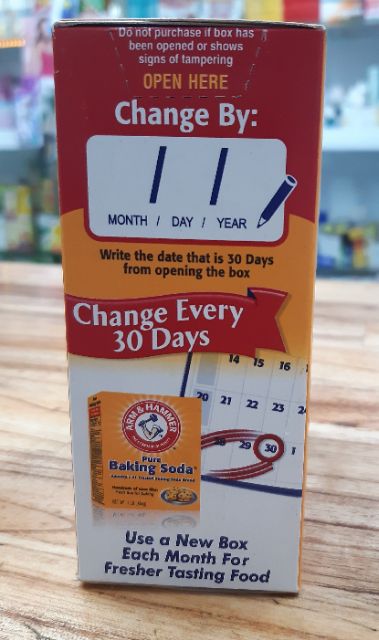 Do not purchase if box has
been opened or shows
signs of tampering
OPEN HERE
Change By:
/ /
MONTH / DAY / YEAR
Write the date that is 30 Days
from opening the box
Change Every
30 Days
14 15 16
20 21 22 23 2
28 29 30 1
ARM & HAMMER
Pure
Baking Soda
Use a New Box
Each Month For
Fresher Tasting Food